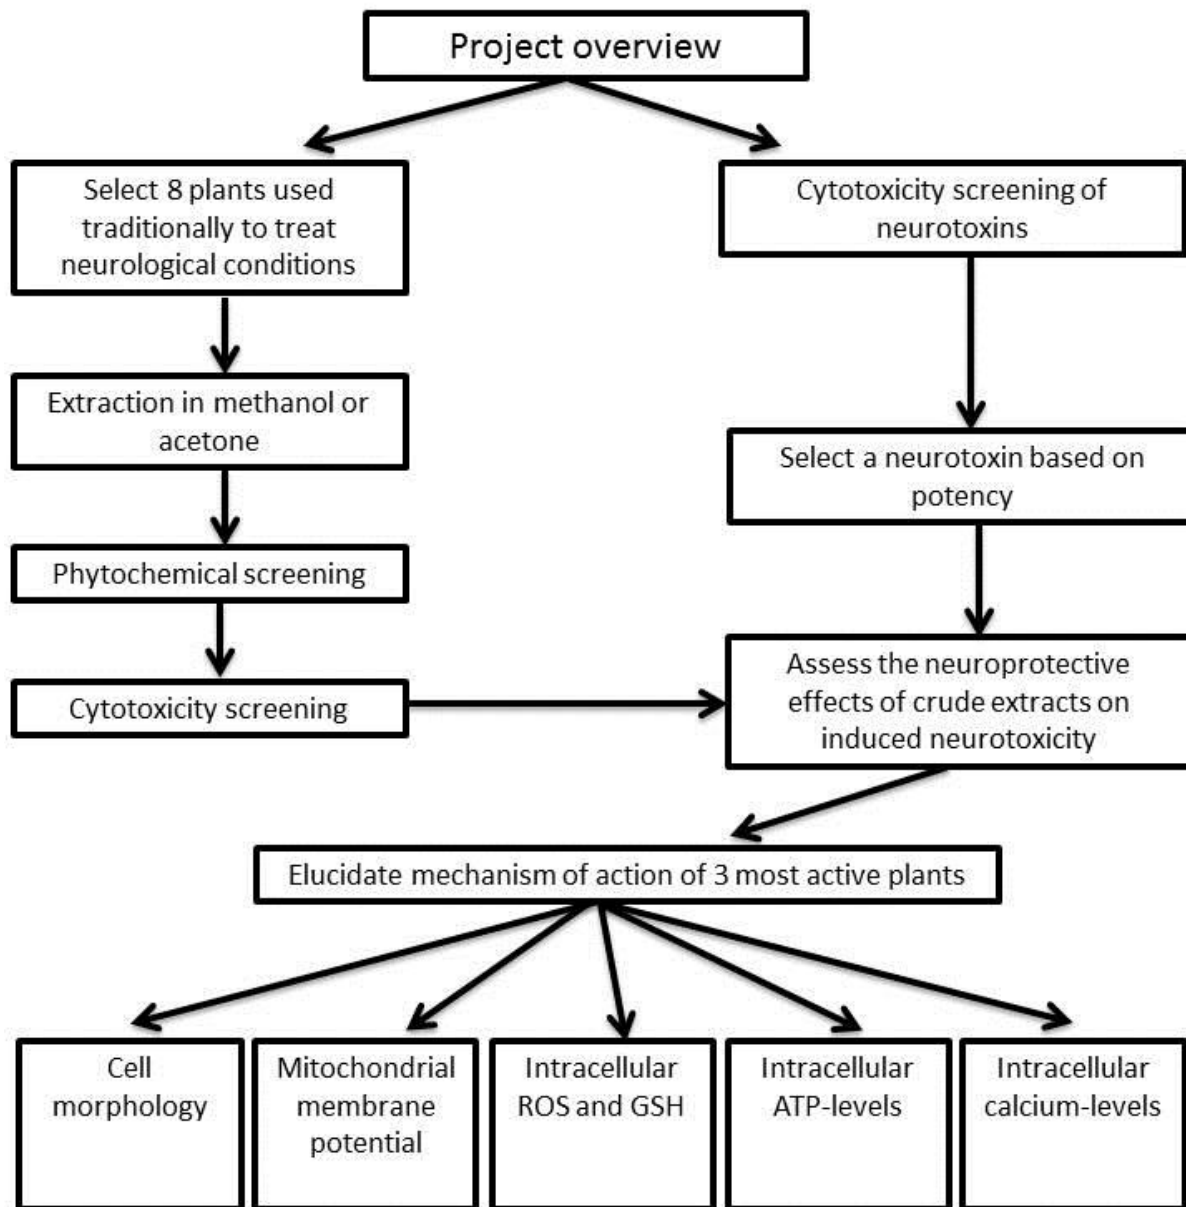 Project overview
Select 8 plants used
traditionally to treat
neurological conditions
Cytotoxicity screening of
neurotoxins
Extraction in methanol or
acetone
Select a neurotoxin based on
potency
Phytochemical screening
Cytotoxicity screening
Assess the neuroprotective
effects of crude extracts on
induced neurotoxicity
Elucidate mechanism of action of 3 most active plants
Cell
morphology
Mitochondrial
membrane
potential
Intracellular
ROS and GSH
Intracellular
ATP-levels
Intracellular
calcium-levels